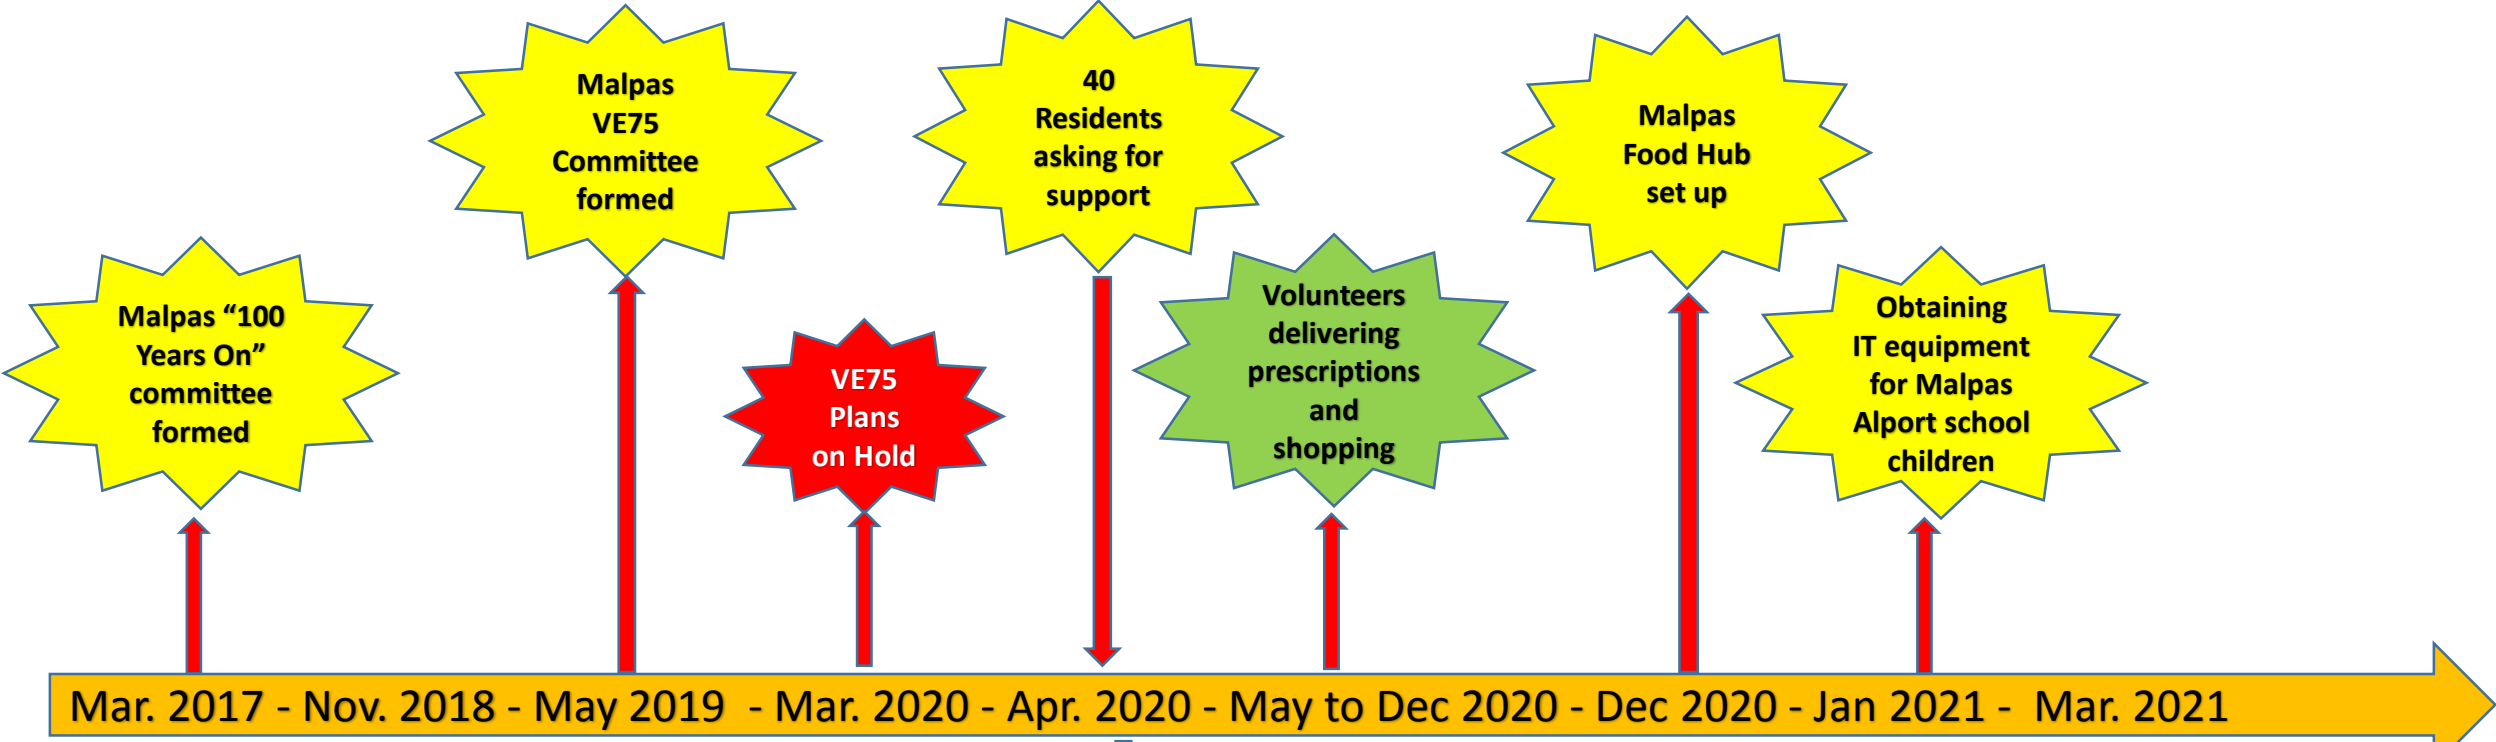 Malpas “100
Years On”
committee
formed
Malpas
VE75
Committee
formed
VE75
Plans
on Hold
40
Residents
asking for
support
Volunteers
delivering
prescriptions
and
shopping
Malpas
Food Hub
set up
Obtaining
IT equipment
for Malpas
Alport school
children
Mar. 2017 - Nov. 2018 - May 2019 - Mar. 2020 - Apr. 2020 - May to Dec 2020 - Dec 2020 - Jan 2021 - Mar. 2021